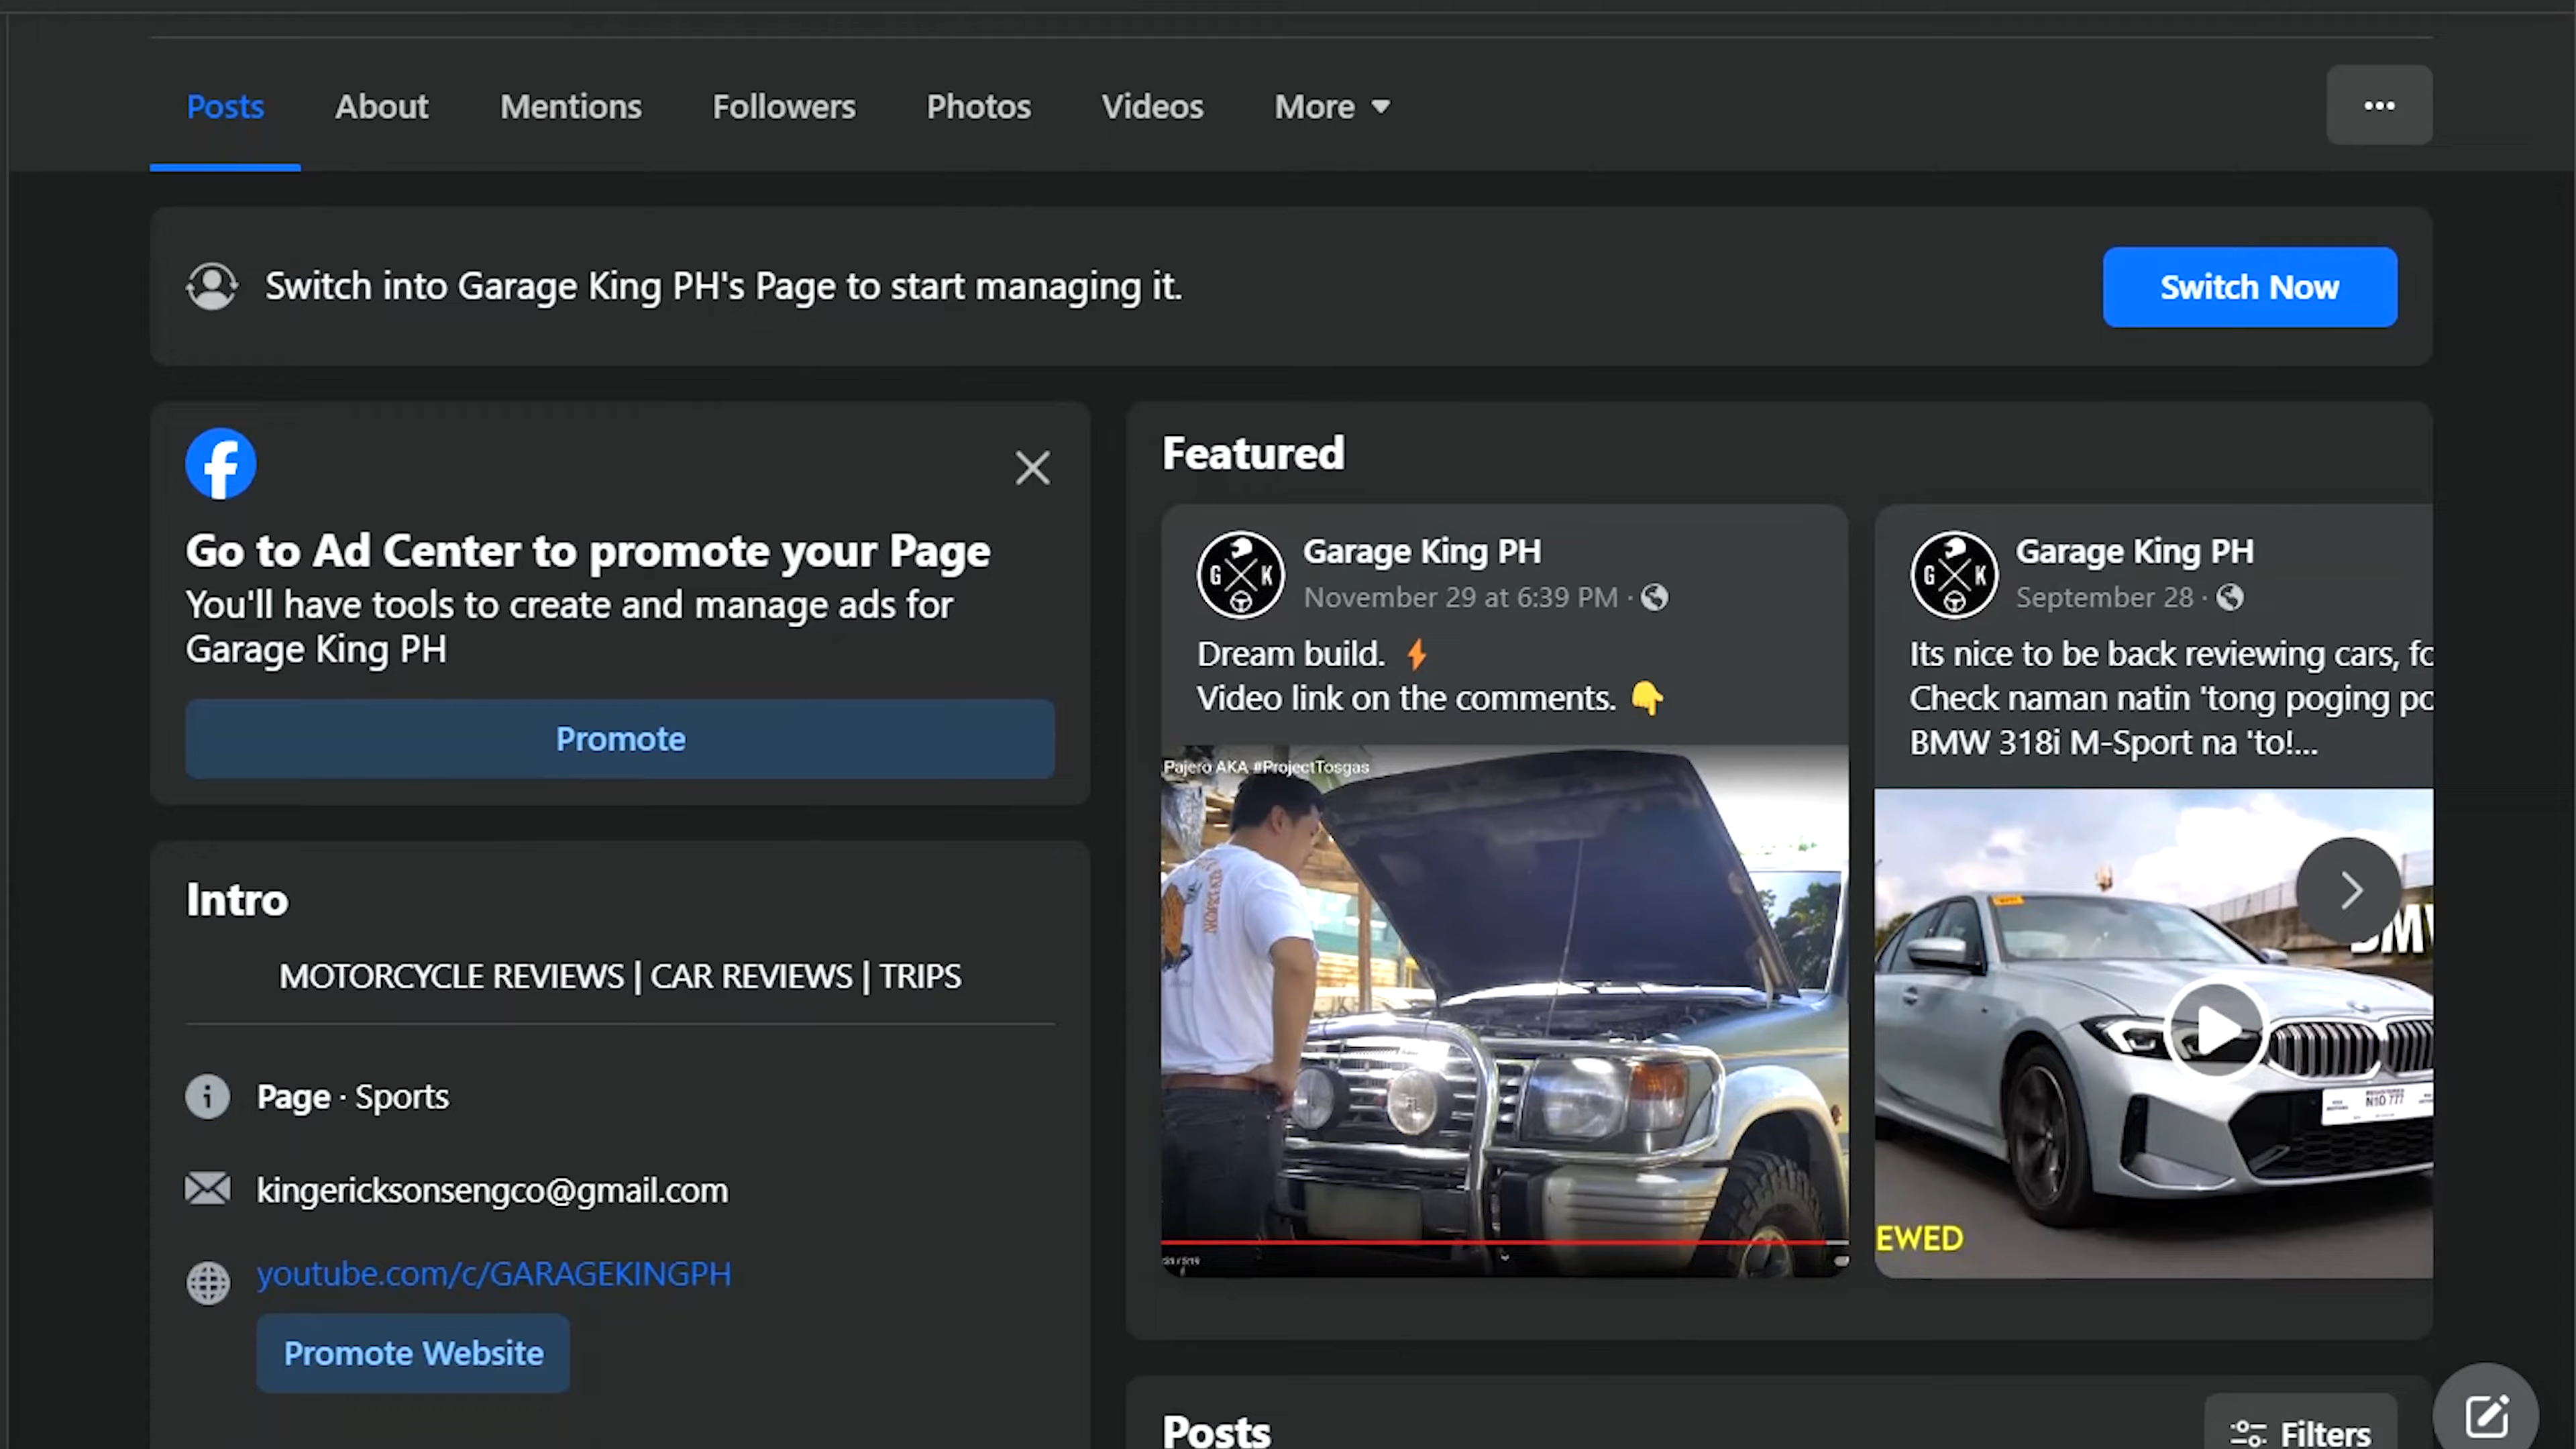 Posts
About
Mentions
Followers
Photos
Videos
More
Switch into Garage King PH's Page to start managing it.
Switch Now
Go to Ad Center to promote your Page
You'll have tools to create and manage ads for
Garage King PH
Promote
Intro
MOTORCYCLE REVIEWS | CAR REVIEWS | TRIPS
Page · Sports
kingericksonsengco@gmail.com
youtube.com/c/GARAGEKINGPH
Promote Website
Featured
G K
Garage King PH
November 29 at 6:39 PM ·
Dream build. ⚡
Video link on the comments. 👇
Pajero AKA #ProjectTosgas
G K
Garage King PH
September 28 ·
Its nice to be back reviewing cars, fo
Check naman natin 'tong poging po
BMW 318i M-Sport na 'to!...
NID 777
EWED
Posts
Filters